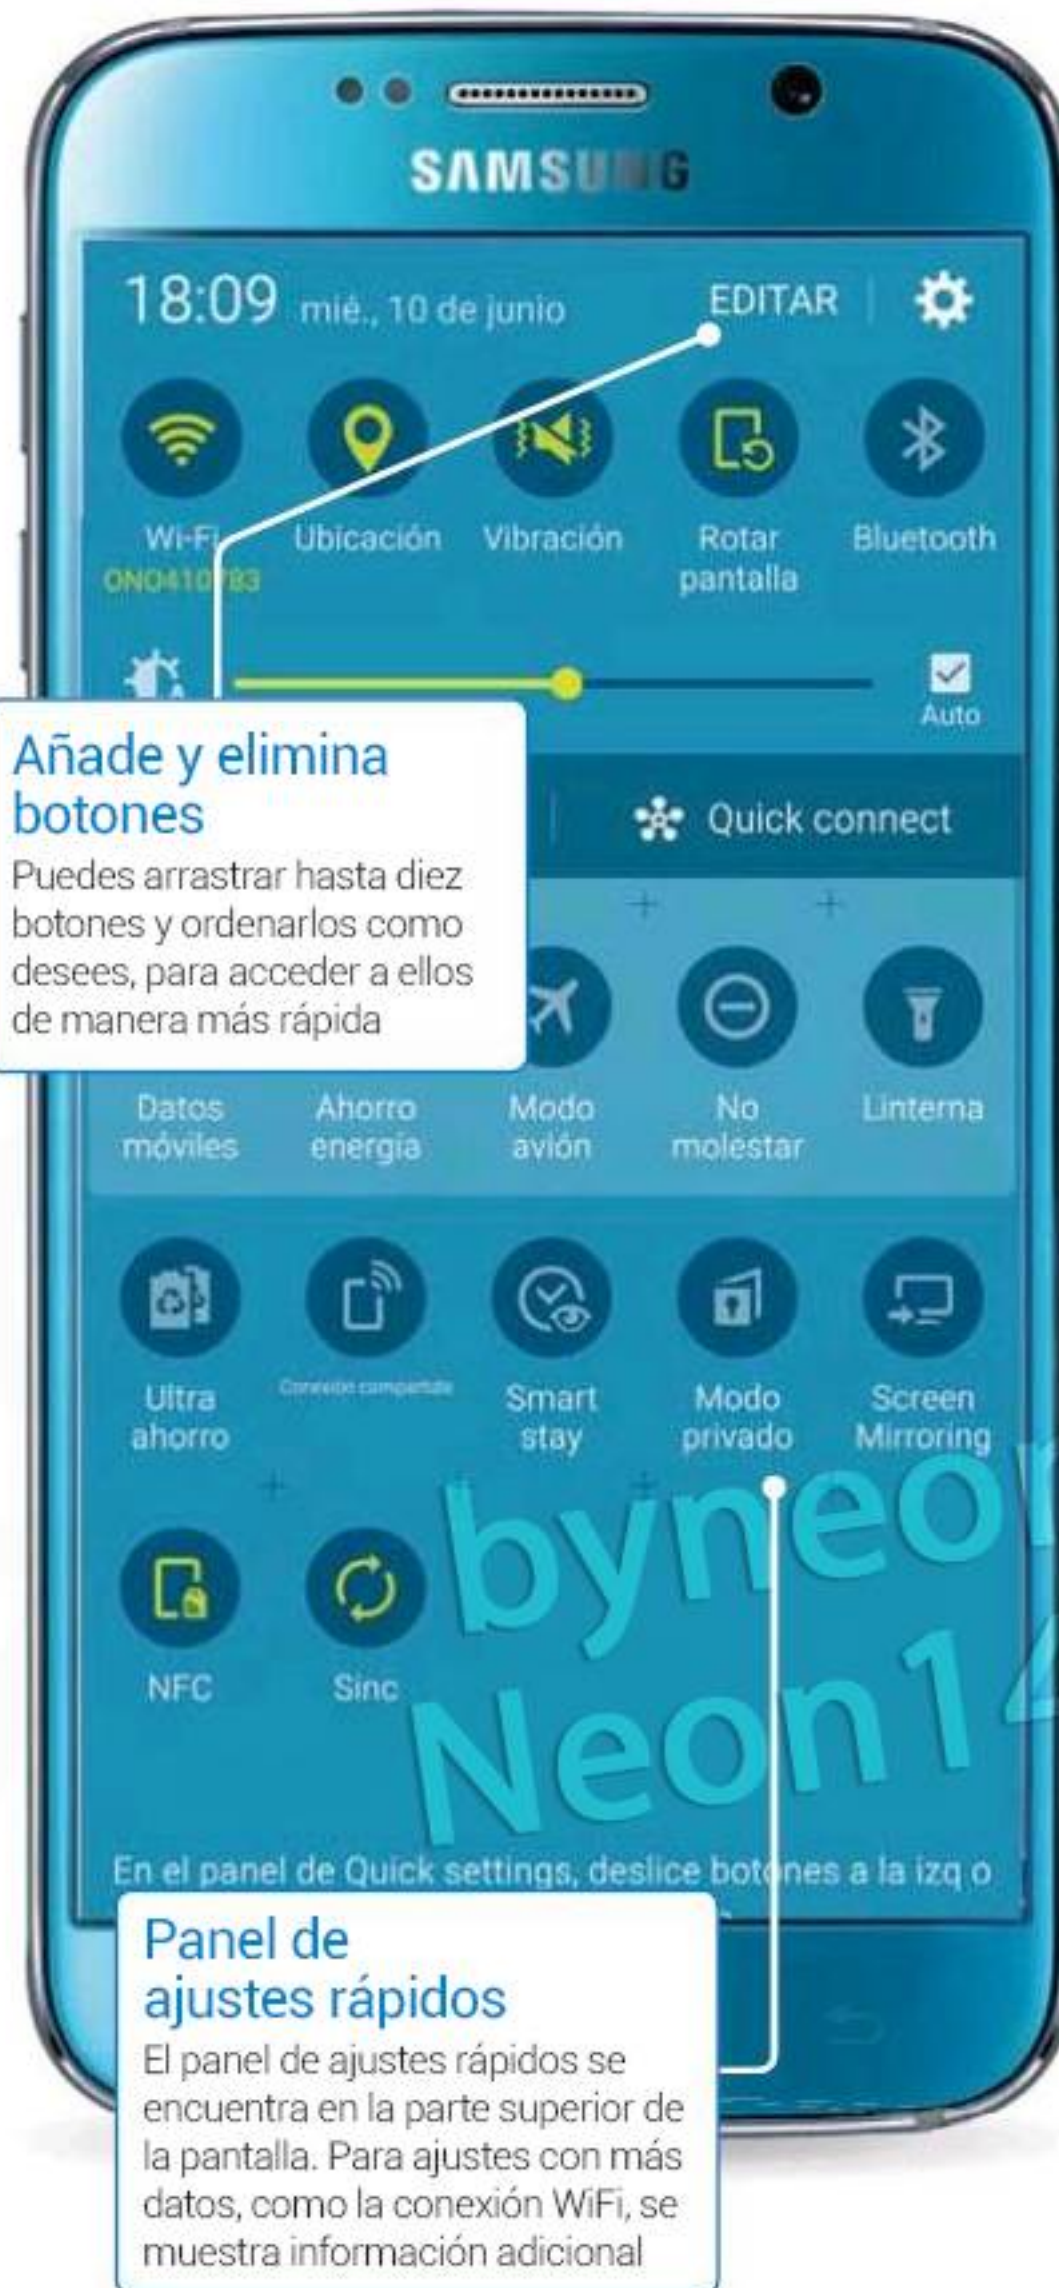 SAMSUNG
18:09 mié., 10 de junio EDITAR
Wi-Fi Ubicación Vibración Rotar pantalla Bluetooth
ONO410783
Auto
Añade y elimina
botones
Puedes arrastrar hasta diez
botones y ordenarlos como
desees, para acceder a ellos
de manera más rápida
Quick connect
Datos móviles Ahorro energía Modo avión No molestar Linterna
Ultra ahorro Conexión compartida Smart stay Modo privado Screen Mirroring
byneon
Neon14
NFC Sinc
En el panel de Quick settings, deslice botones a la izq o
Panel de
ajustes rápidos
El panel de ajustes rápidos se
encuentra en la parte superior de
la pantalla. Para ajustes con más
datos, como la conexión WiFi, se
muestra información adicional